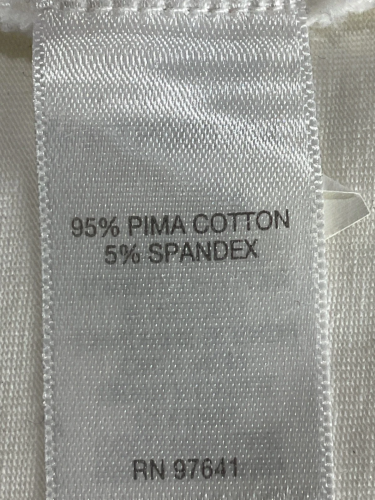 95% PIMA COTTON
5% SPANDEX
RN 97641